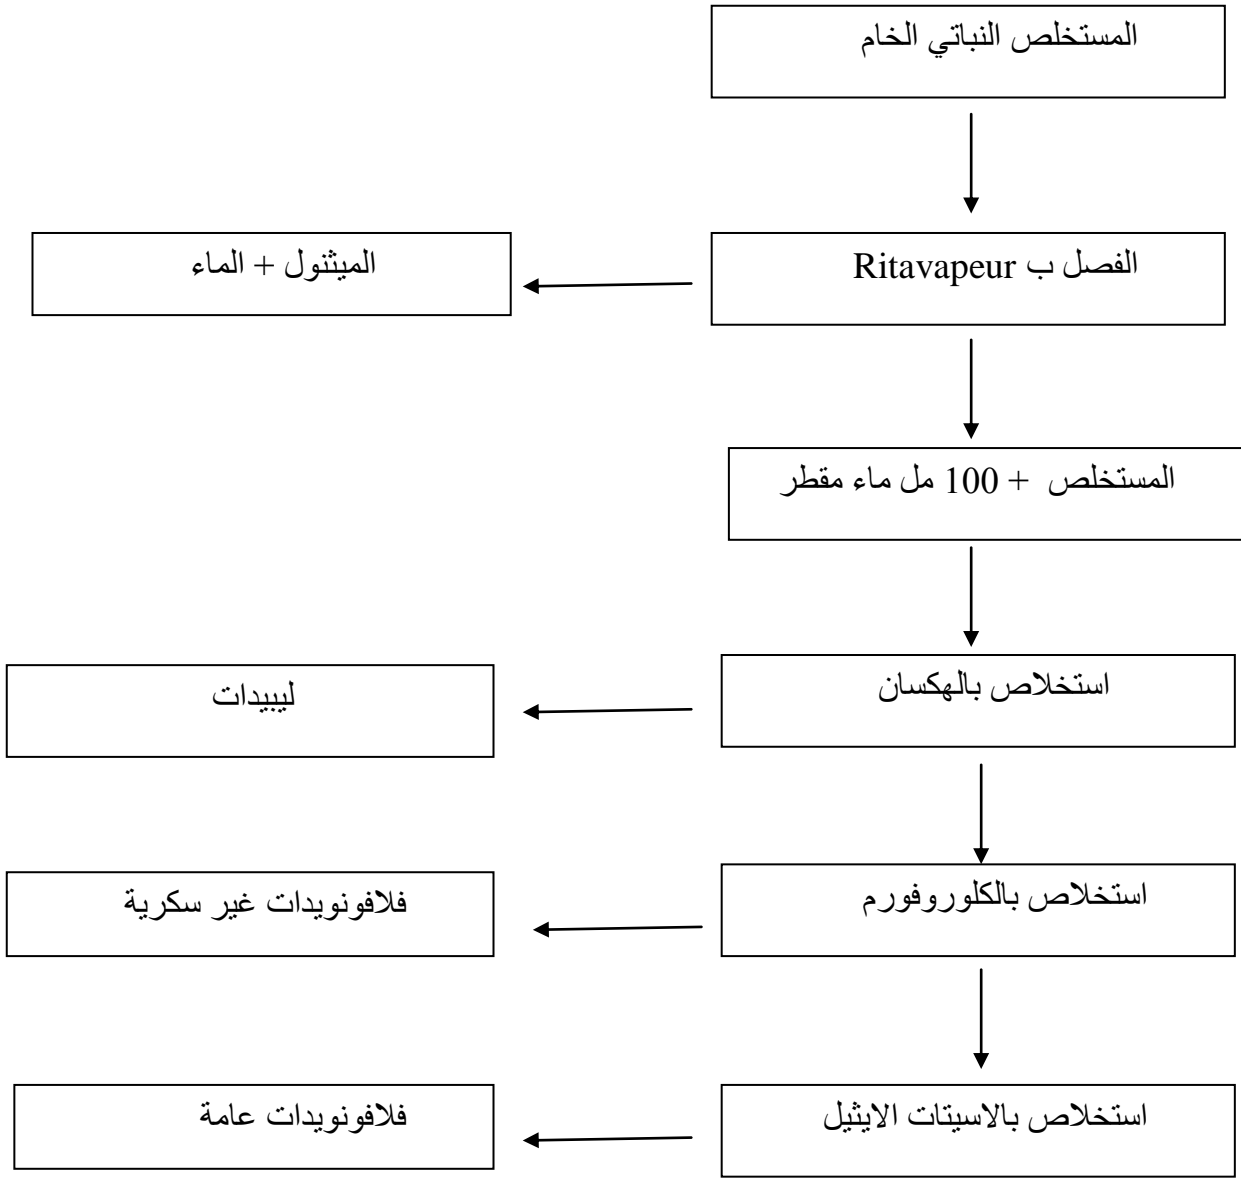 المستخلص النباتي الخام
الفصل ب Ritavapeur
الميثنول + الماء
المستخلص + 100 مل ماء مقطر
استخلاص بالهكسان
ليبيدات
استخلاص بالكلوروفورم
فلافونويدات غير سكرية
استخلاص بالاسيتات الايثيل
فلافونويدات عامة